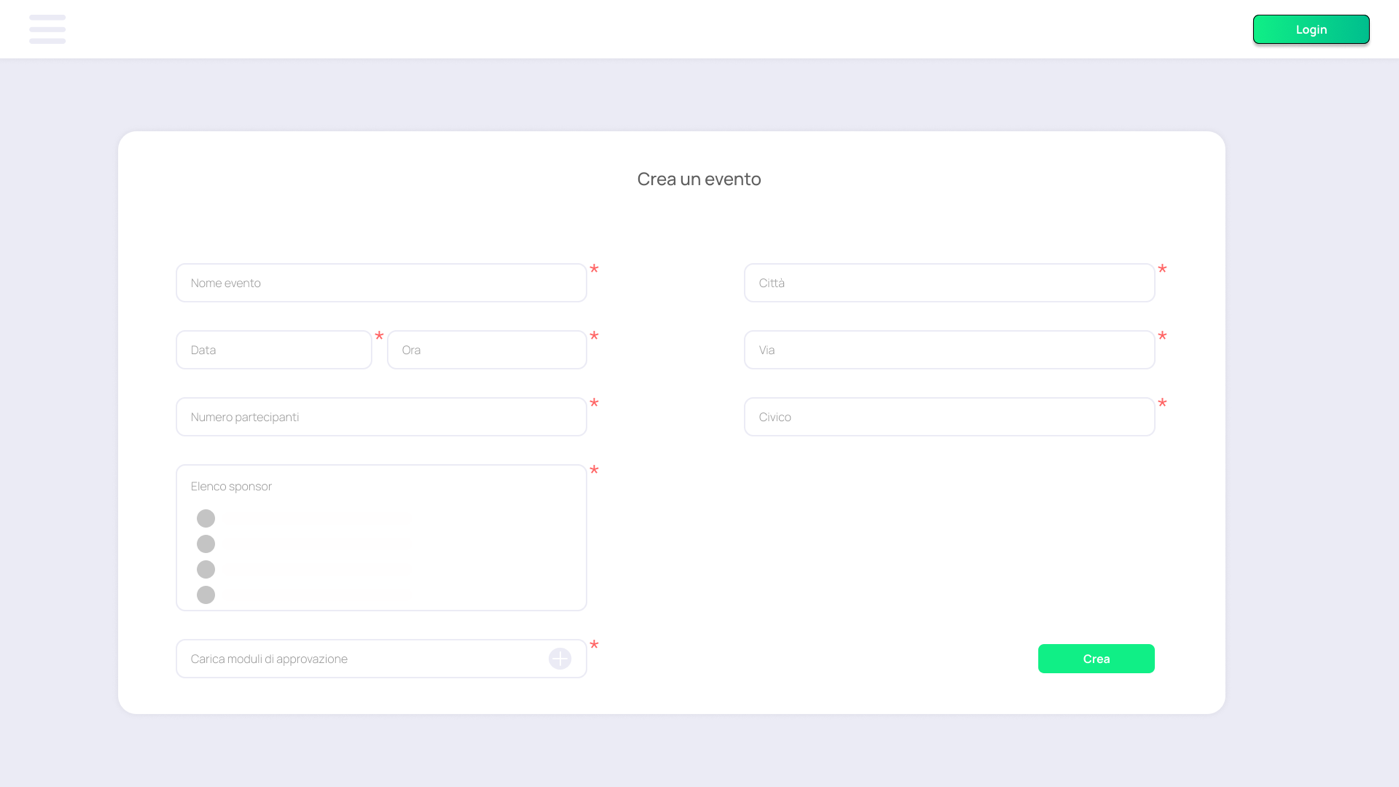 Login
Crea un evento
Nome evento *
Data * Ora *
Numero partecipanti *
Elenco sponsor *
Carica moduli di approvazione *
Città *
Via *
Civico *
Crea